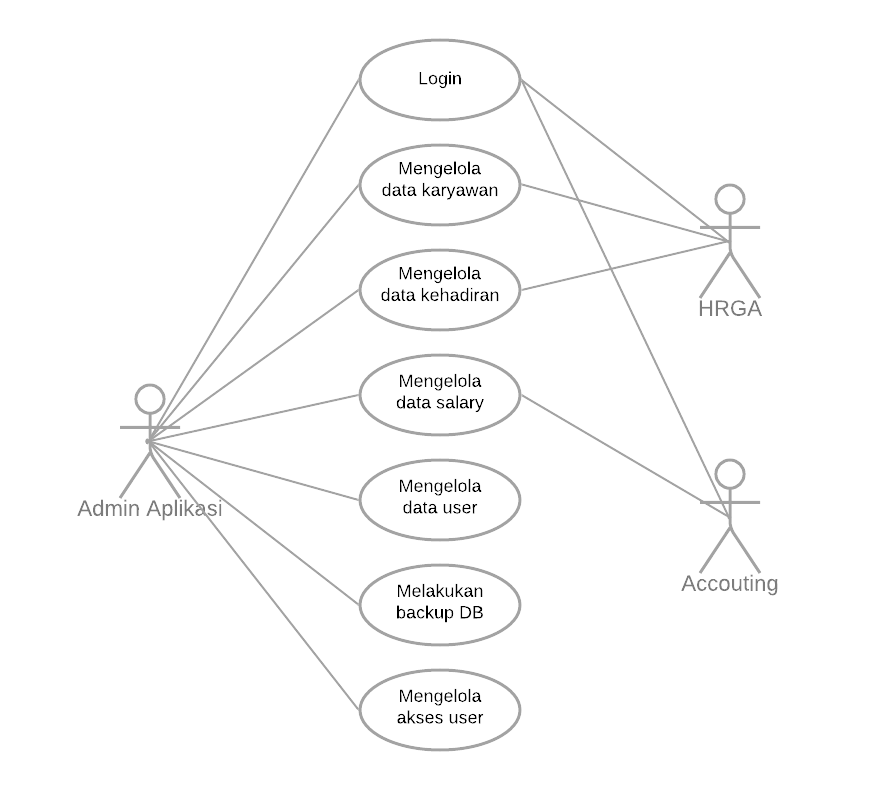 Login
Mengelola
data karyawan
Mengelola
data kehadiran
HRGA
Mengelola
data salary
Mengelola
data user
Admin Aplikasi
Melakukan
backup DB
Accouting
Mengelola
akses user